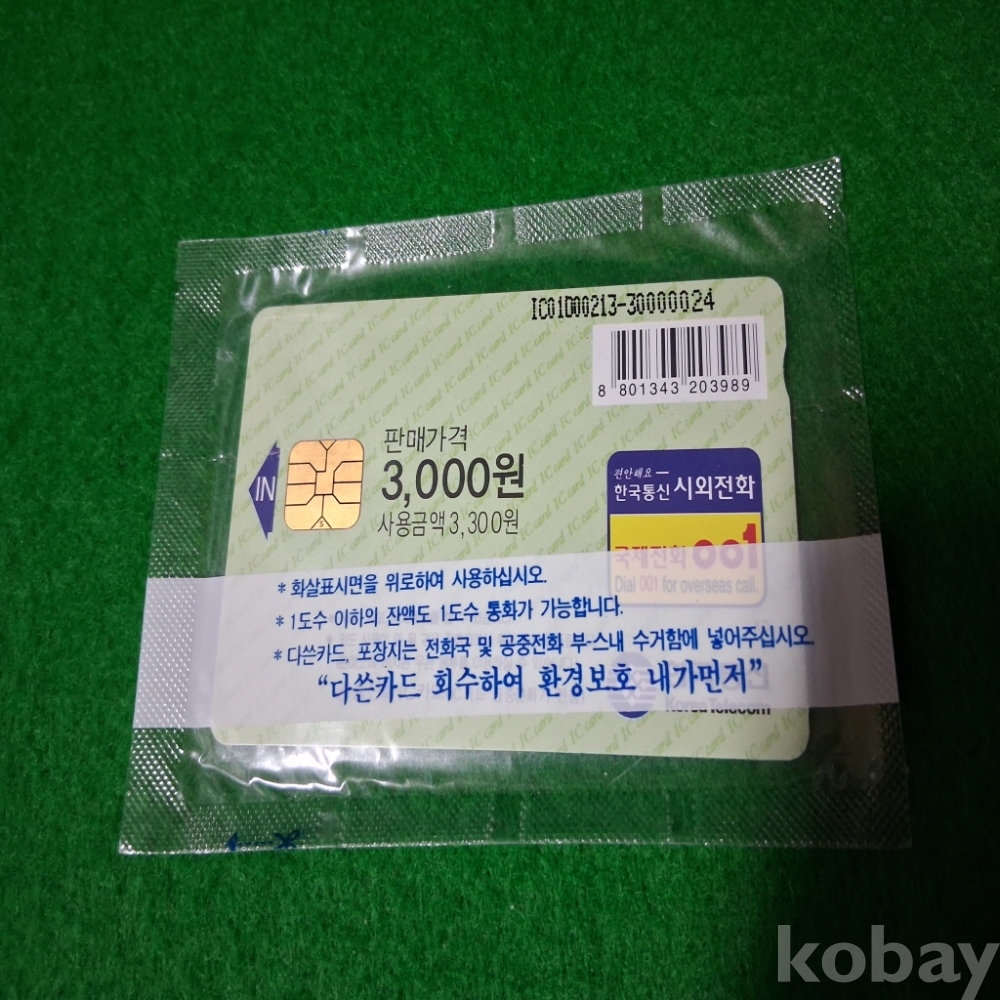 IC01D00213-30000024
8 801343 203989
판매가격
3,000원
사용금액 3,300원
IN
편안해요
한국통신 시외전화
국제전화 001
Dial 001 for overseas call.
* 화살표시면을 위로하여 사용하십시오.
* 1도수 이하의 잔액도 1도수 통화가 가능합니다.
* 다쓴카드, 포장지는 전화국 및 공중전화 부·스내 수거함에 넣어주십시오.
“다쓴카드 회수하여 환경보호 내가먼저”
Korea Telecom
kobay